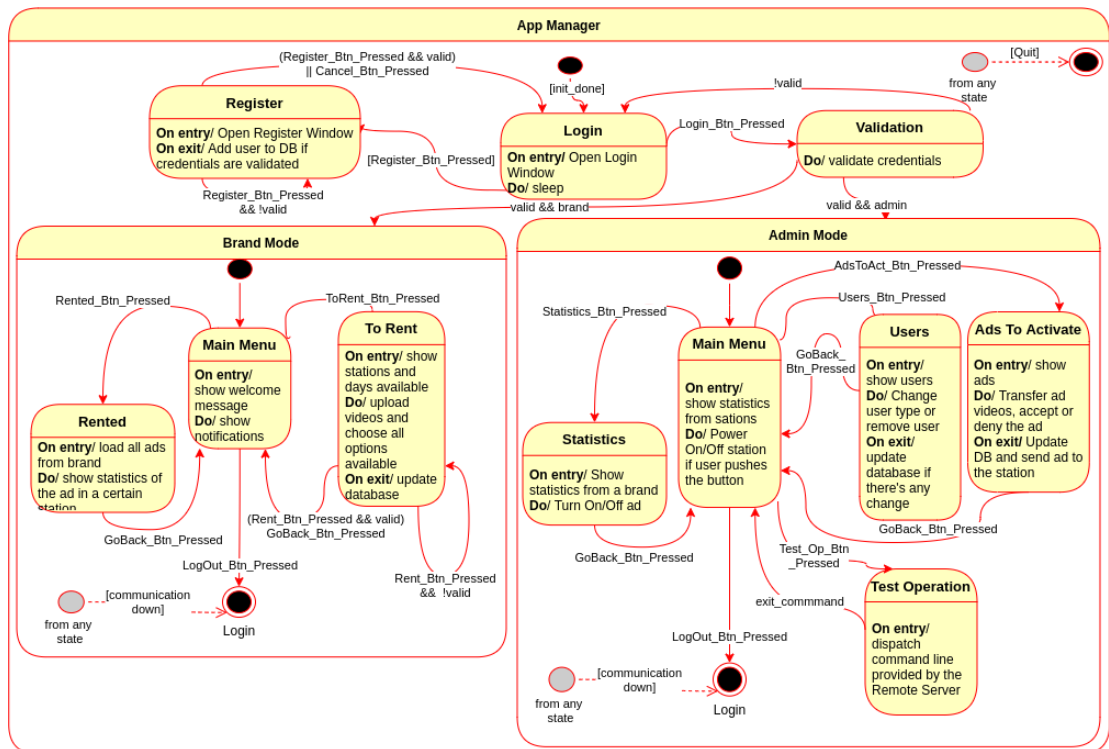 App Manager
(Register_Btn_Pressed && valid)
|| Cancel_Btn_Pressed
[init_done]
[Quit]
from any
state
!valid
Register
On entry/ Open Register Window
On exit/ Add user to DB if
credentials are validated
[Register_Btn_Pressed]
Register_Btn_Pressed
&& !valid
Login
On entry/ Open Login
Window
Do/ sleep
Login_Btn_Pressed
Validation
Do/ validate credentials
valid && brand
valid && admin
Brand Mode
Rented_Btn_Pressed
ToRent_Btn_Pressed
Main Menu
On entry/
show welcome
message
Do/ show
notifications
To Rent
On entry/ show
stations and
days available
Do/ upload
videos and
choose all
options
available
On exit/ update
database
Rented
On entry/ load all ads
from brand
Do/ show statistics of
the ad in a certain
station
GoBack_Btn_Pressed
(Rent_Btn_Pressed && valid)
GoBack_Btn_Pressed
LogOut_Btn_Pressed
Rent_Btn_Pressed
&& !valid
[communication
down]
from any
state
Login
Admin Mode
AdsToAct_Btn_Pressed
Users_Btn_Pressed
Statistics_Btn_Pressed
GoBack_
Btn_Pressed
Main Menu
On entry/
show statistics
from sations
Do/ Power
On/Off station
if user pushes
the button
Users
On entry/
show users
Do/ Change
user type or
remove user
On exit/
update
database if
there's any
change
Ads To Activate
On entry/ show
ads
Do/ Transfer ad
videos, accept or
deny the ad
On exit/ Update
DB and send ad to
the station
Statistics
On entry/ Show
statistics from a brand
Do/ Turn On/Off ad
GoBack_Btn_Pressed
GoBack_Btn_Pressed
Test_Op_Btn
_Pressed
exit_commmand
Test Operation
On entry/
dispatch
command line
provided by the
Remote Server
LogOut_Btn_Pressed
[communication
down]
from any
state
Login